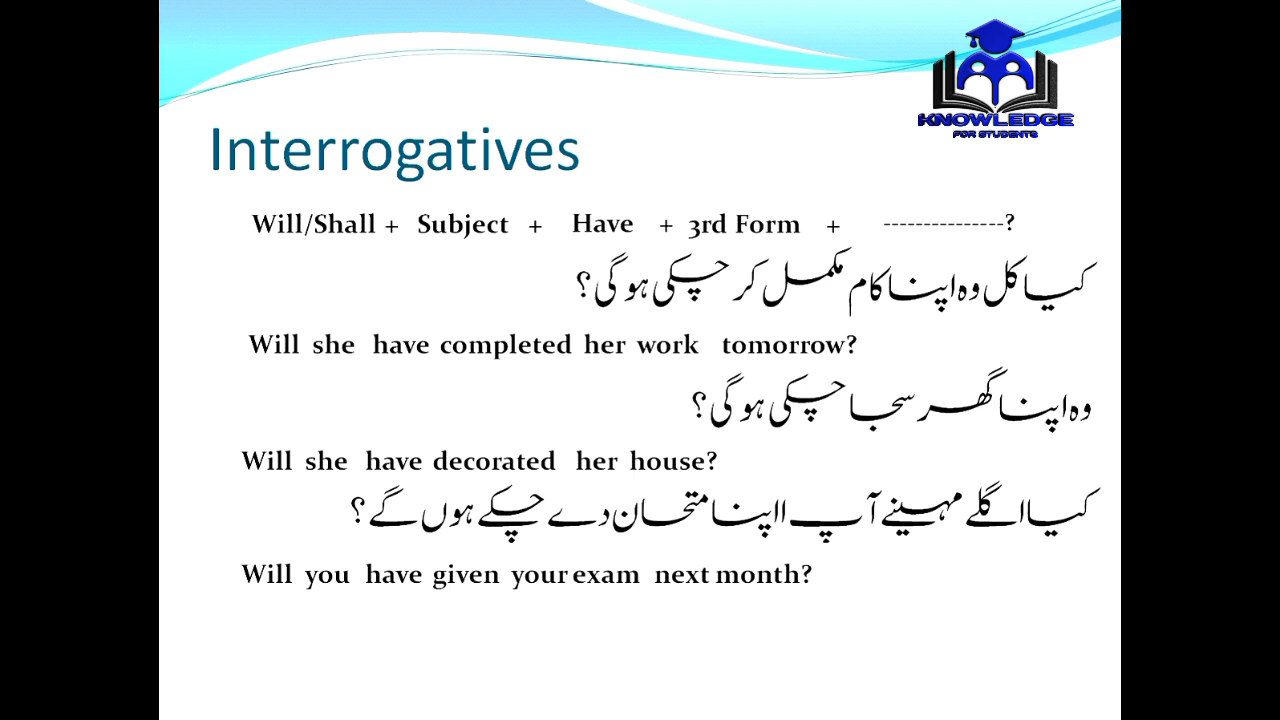 KNOWLEDGE
FOR STUDENTS
Interrogatives
Will/Shall + Subject + Have + 3rd Form + ---------------?
کیا کل وہ اپنا کام مکمل کر چکی ہو گی؟
Will she have completed her work tomorrow?
وہ اپنا گھر سجا چکی ہو گی؟
Will she have decorated her house?
کیا اگلے مہینے آپ ااپنا متحان دے چکے ہوں گے؟
Will you have given your exam next month?